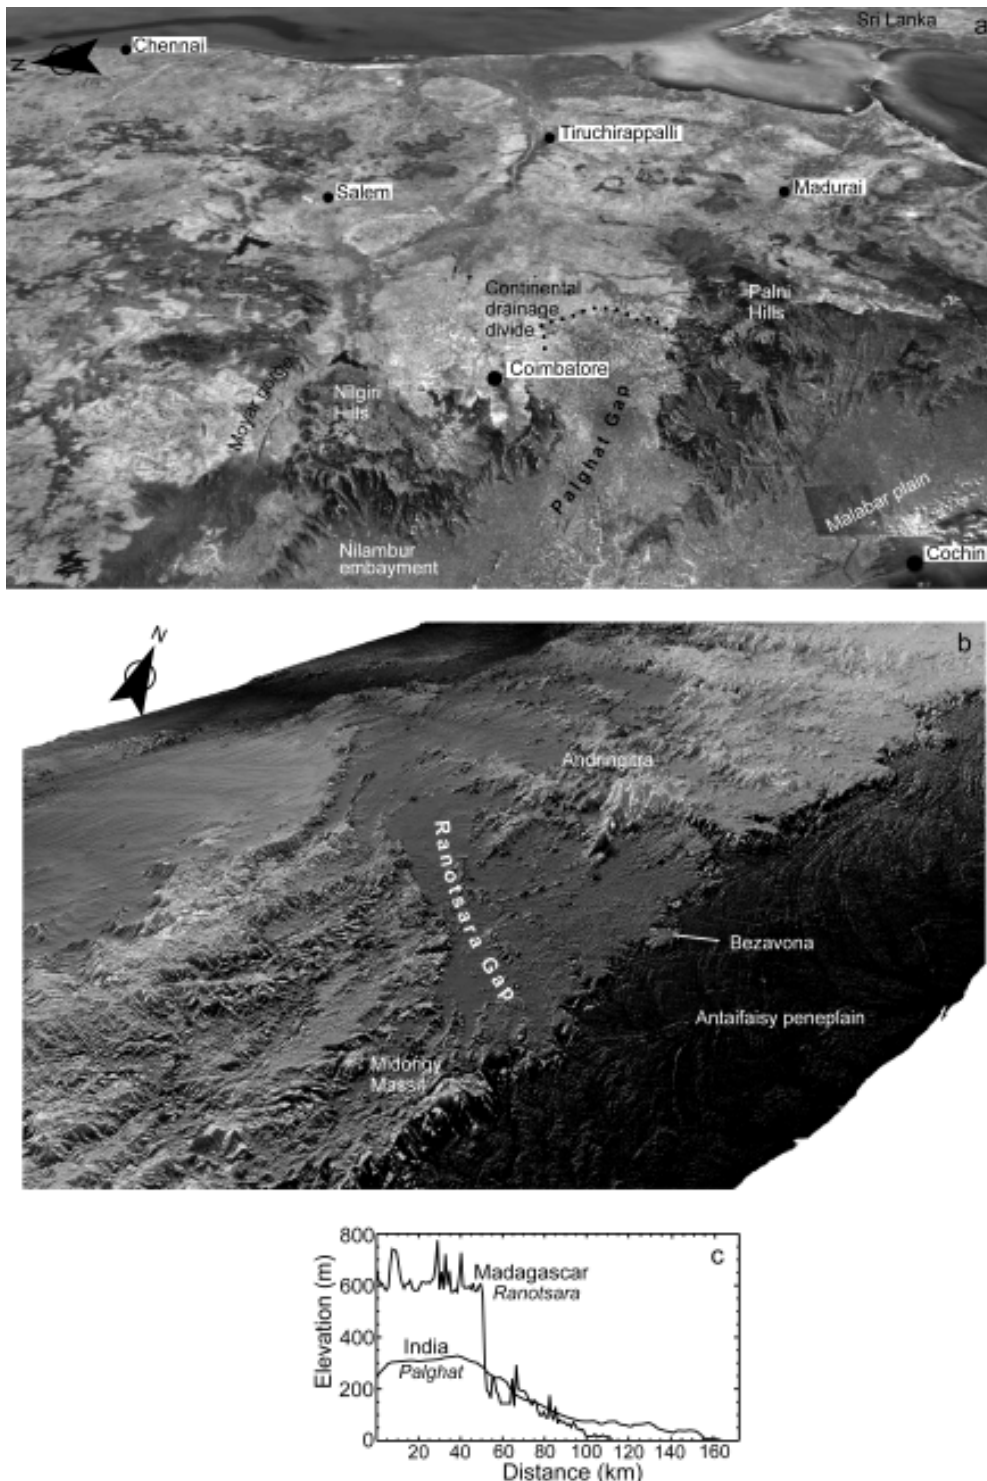 Sri Lanka
a
N
Chennai
Tiruchirappalli
Salem
Madurai
Continental
drainage
divide
Palni
Hills
Coimbatore
Moyar gorge
Nilgiri
Hills
Palghat Gap
Malabar plain
Nilambur
embayment
Cochin
N
b
Andringitra
Ranotsara Gap
Bezavona
Antaifaisy peneplain
Midongy
Massif
c
800
600
400
200
0
Elevation (m)
Madagascar
Ranotsara
India
Palghat
20 40 60 80 100 120 140 160
Distance (km)